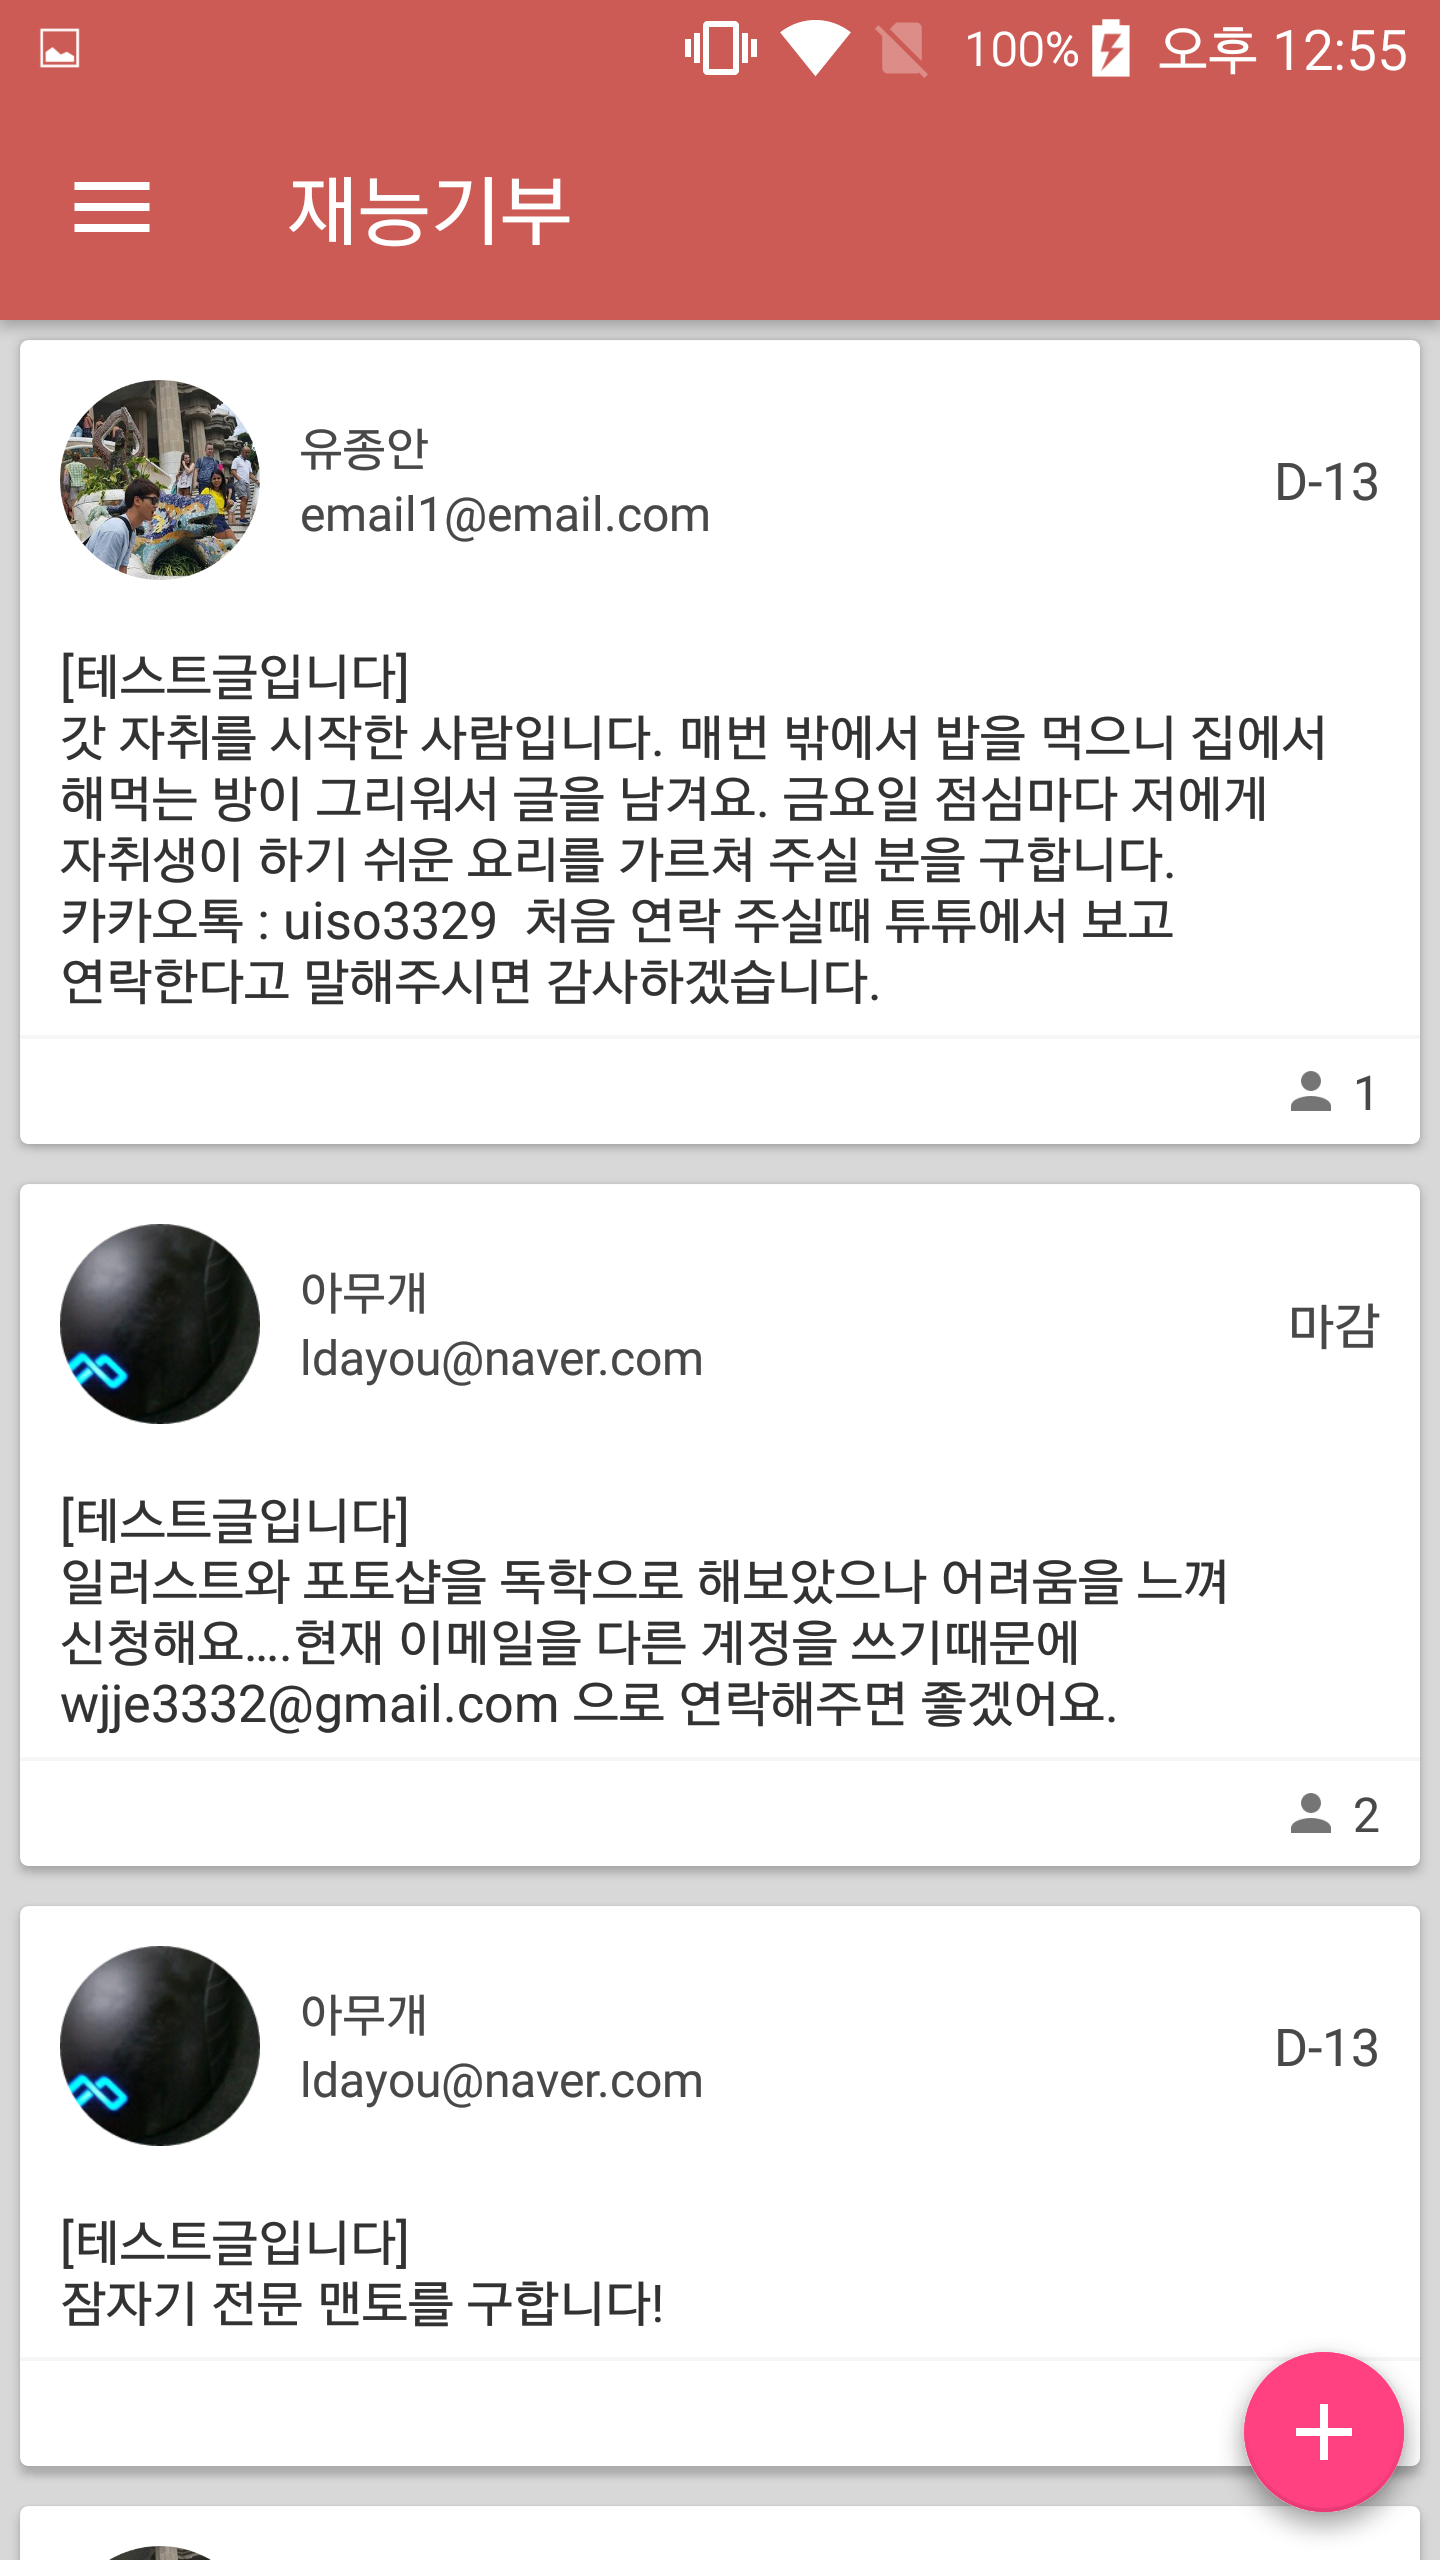 100% 오후 12:55
재능기부
유종안
email1@email.com
D-13
[테스트글입니다]
갓 자취를 시작한 사람입니다. 매번 밖에서 밥을 먹으니 집에서
해먹는 방이 그리워서 글을 남겨요. 금요일 점심마다 저에게
자취생이 하기 쉬운 요리를 가르쳐 주실 분을 구합니다.
카카오톡 : uiso3329  처음 연락 주실때 튜튜에서 보고
연락한다고 말해주시면 감사하겠습니다.
1
아무개
ldayou@naver.com
마감
[테스트글입니다]
일러스트와 포토샵을 독학으로 해보았으나 어려움을 느껴
신청해요....현재 이메일을 다른 계정을 쓰기때문에
wjje3332@gmail.com 으로 연락해주면 좋겠어요.
2
아무개
ldayou@naver.com
D-13
[테스트글입니다]
잠자기 전문 맨토를 구합니다!